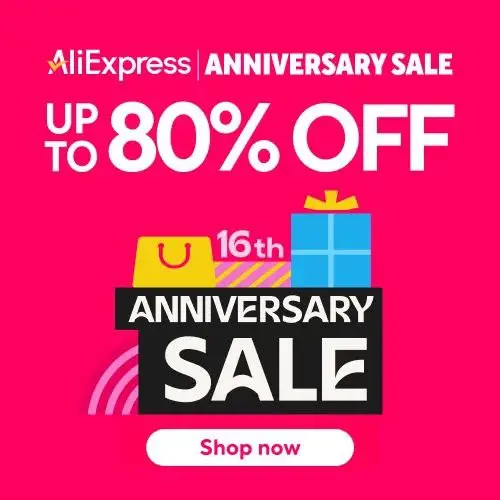 AliExpress | ANNIVERSARY SALE
UP TO 80% OFF
16th
ANNIVERSARY
SALE
Shop now